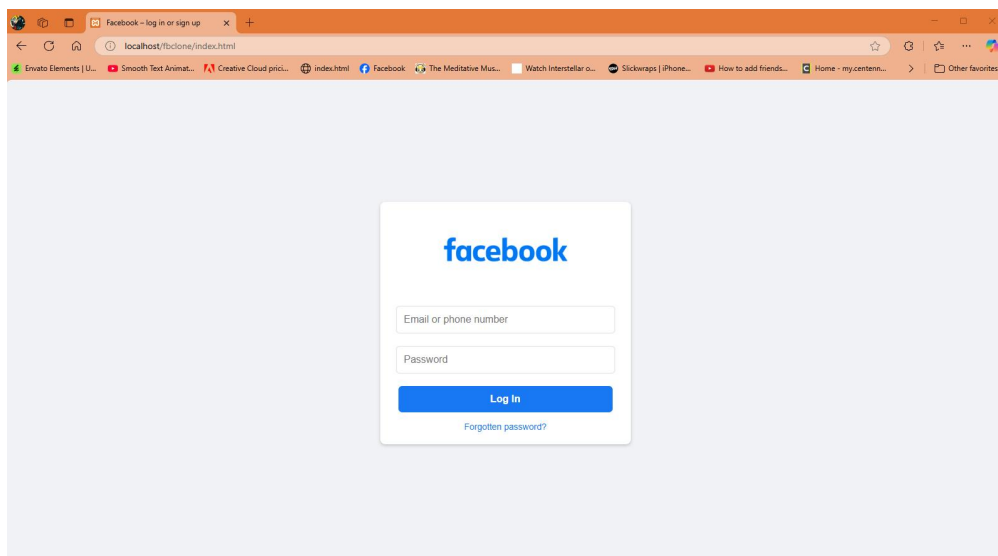 Facebook – log in or sign up
localhost/fbclone/index.html
Envato Elements | U... Smooth Text Animat... Creative Cloud prici... index.html Facebook The Meditative Mus... Watch Interstellar o... Slickwraps | iPhone... How to add friends... Home - my.centenn... Other favorites
facebook
Email or phone number
Password
Log In
Forgotten password?